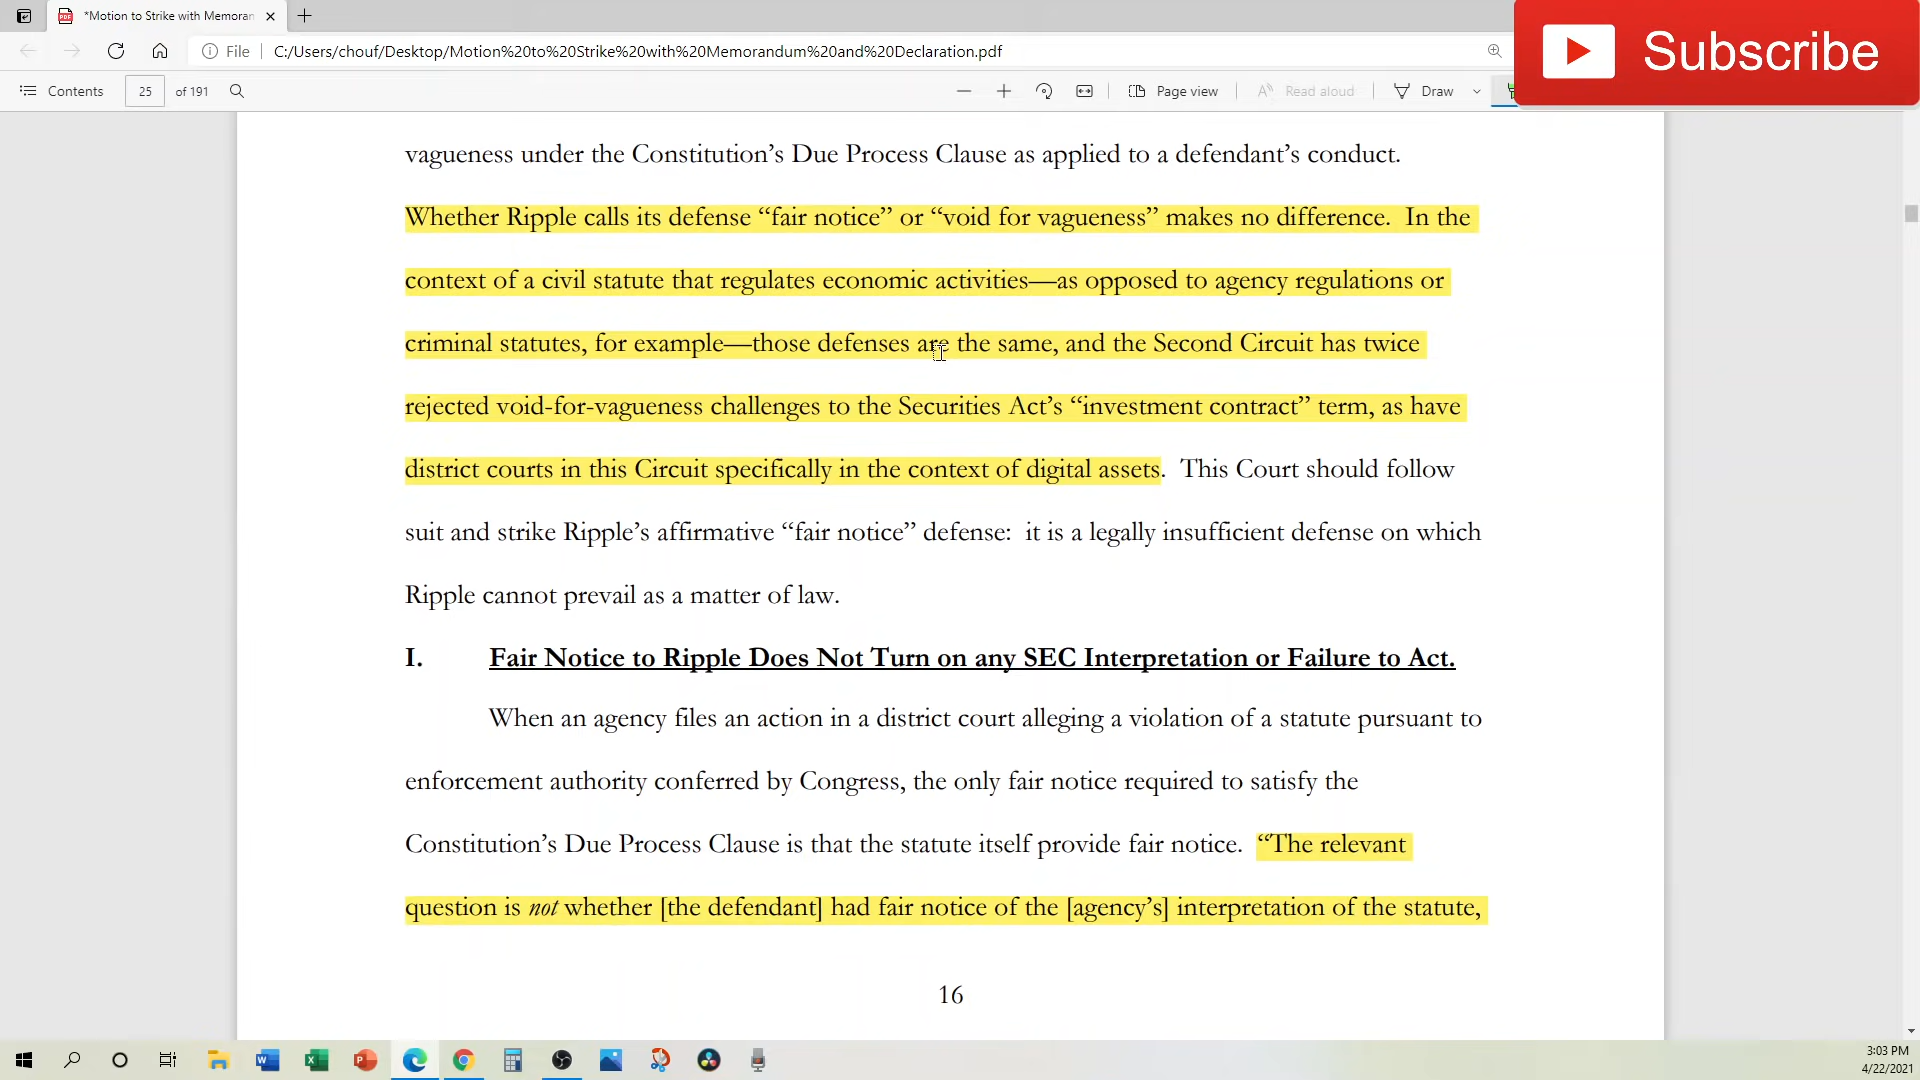 *Motion to Strike with Memoran
File
C:/Users/chouf/Desktop/Motion%20to%20Strike%20with%20Memorandum%20and%20Declaration.pdf
Subscribe
Contents
25
of 191
Page view
Read aloud
Draw
vagueness under the Constitution’s Due Process Clause as applied to a defendant’s conduct.
Whether Ripple calls its defense “fair notice” or “void for vagueness” makes no difference.  In the
context of a civil statute that regulates economic activities—as opposed to agency regulations or
criminal statutes, for example—those defenses are the same, and the Second Circuit has twice
rejected void-for-vagueness challenges to the Securities Act’s “investment contract” term, as have
district courts in this Circuit specifically in the context of digital assets.  This Court should follow
suit and strike Ripple’s affirmative “fair notice” defense:  it is a legally insufficient defense on which
Ripple cannot prevail as a matter of law.
I. Fair Notice to Ripple Does Not Turn on any SEC Interpretation or Failure to Act.
When an agency files an action in a district court alleging a violation of a statute pursuant to
enforcement authority conferred by Congress, the only fair notice required to satisfy the
Constitution’s Due Process Clause is that the statute itself provide fair notice.  “The relevant
question is not whether [the defendant] had fair notice of the [agency’s] interpretation of the statute,
16
3:03 PM
4/22/2021